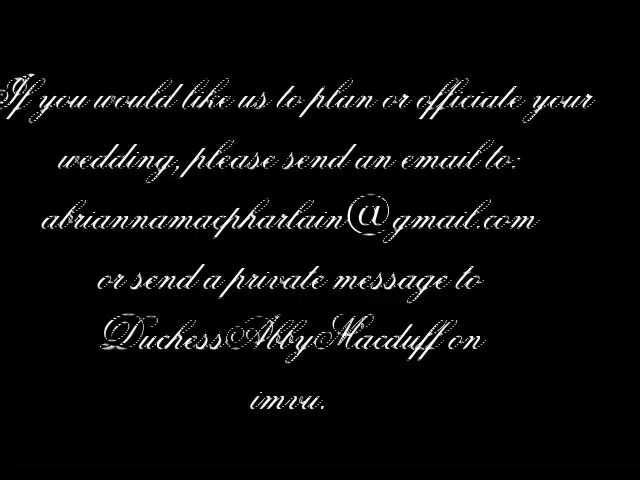 If you would like us to plan or officiate your
wedding, please send an email to:
abriannamacpharlain@gmail.com
or send a private message to
DuchessAbbyMacduff on
imvu.